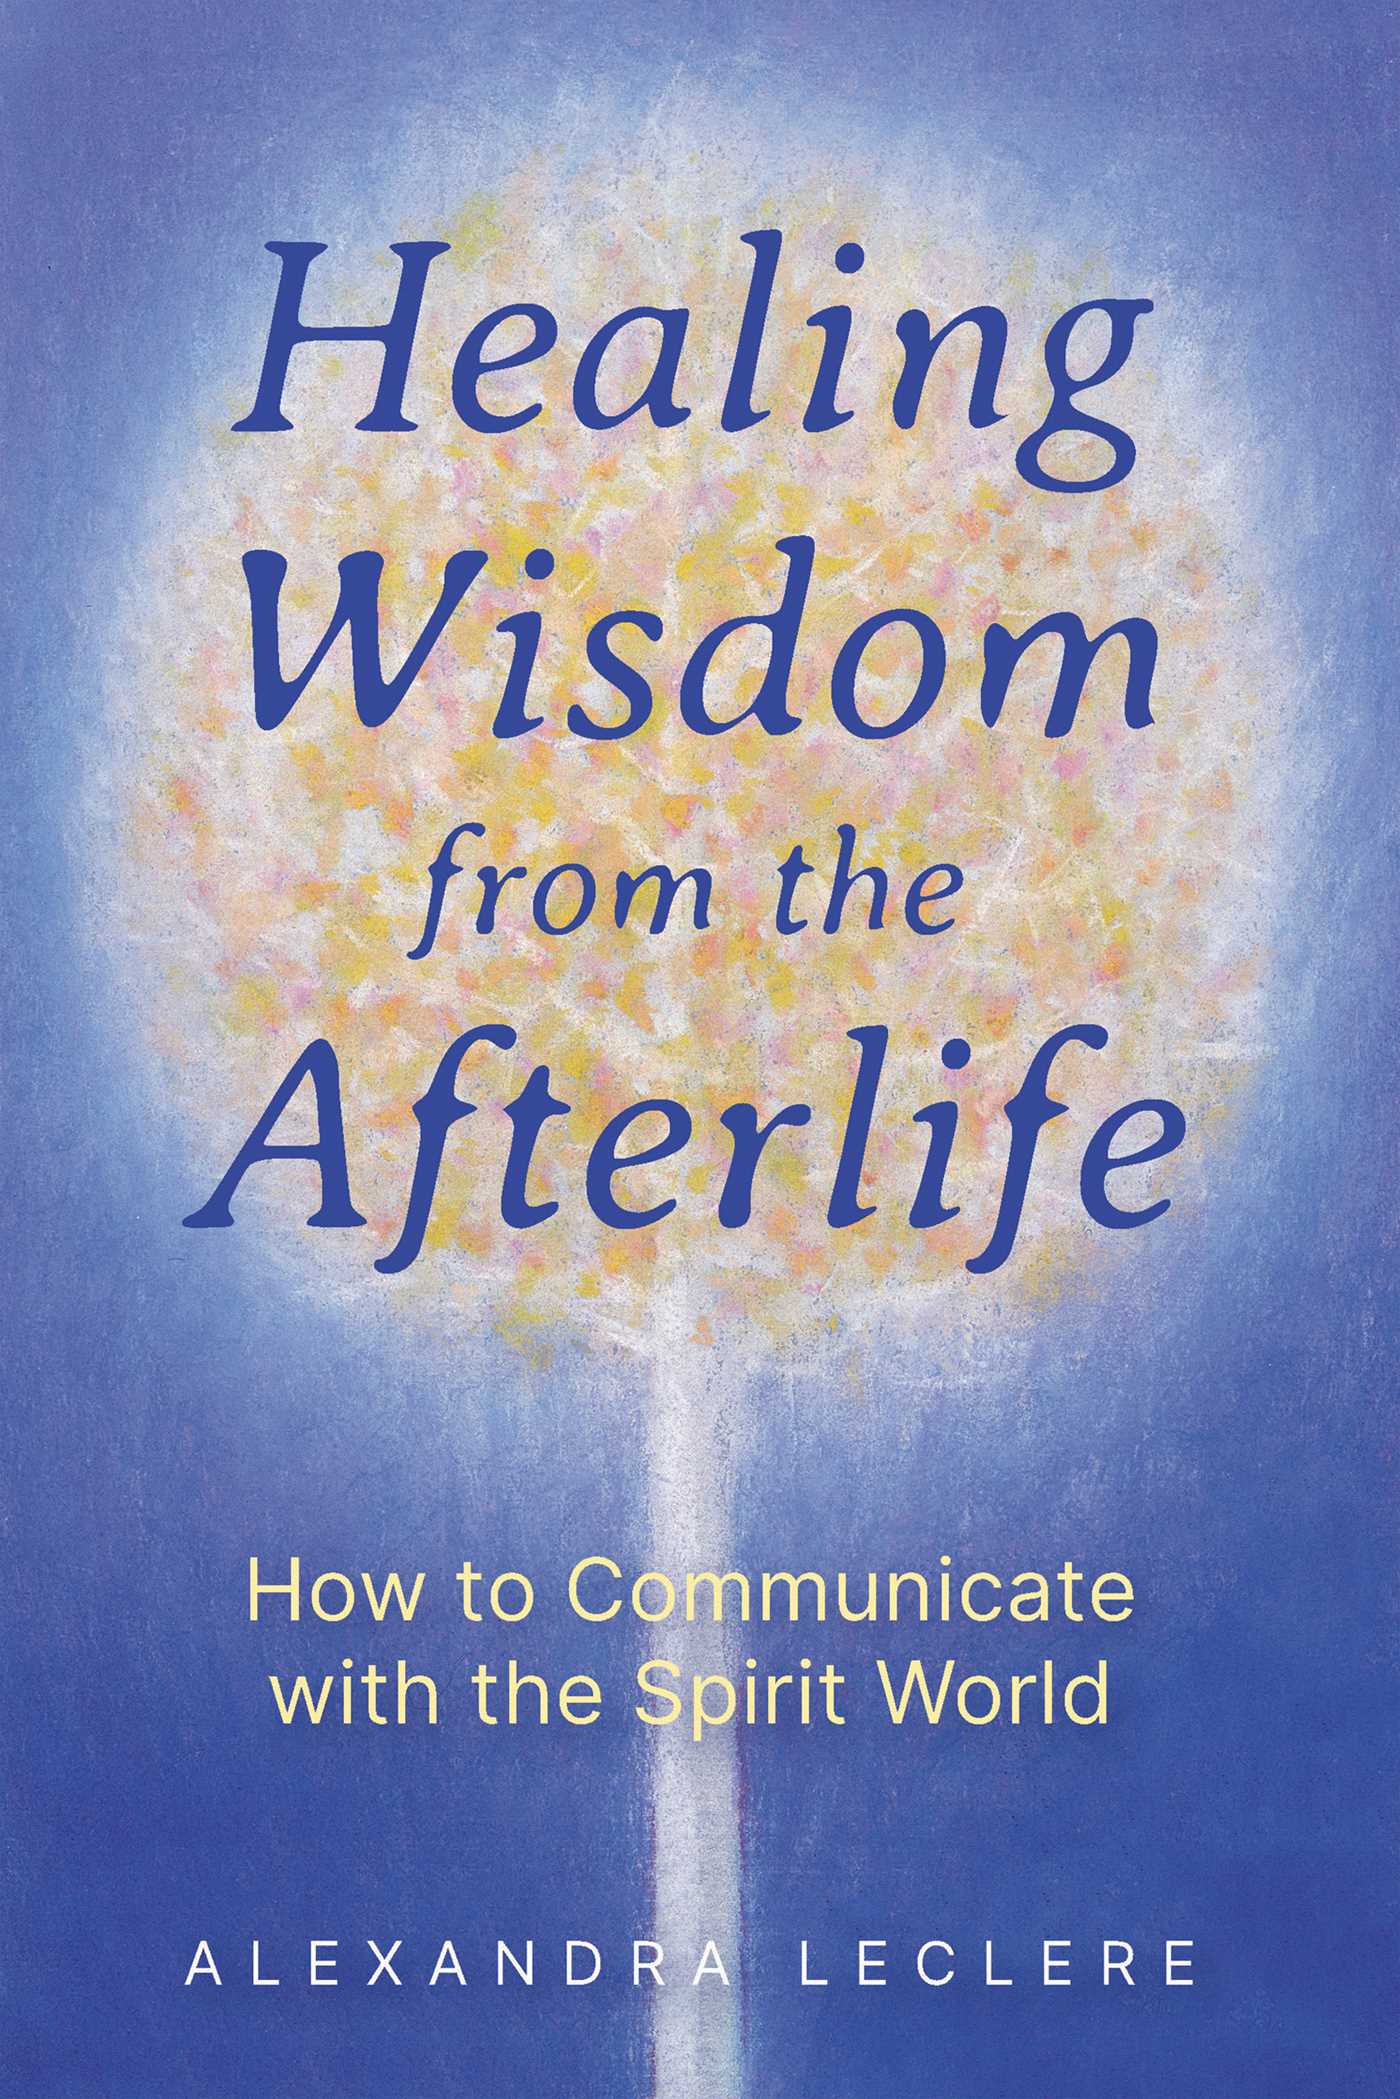 Healing
Wisdom
from the
Afterlife
How to Communicate
with the Spirit World
ALEXANDRA LECLERE